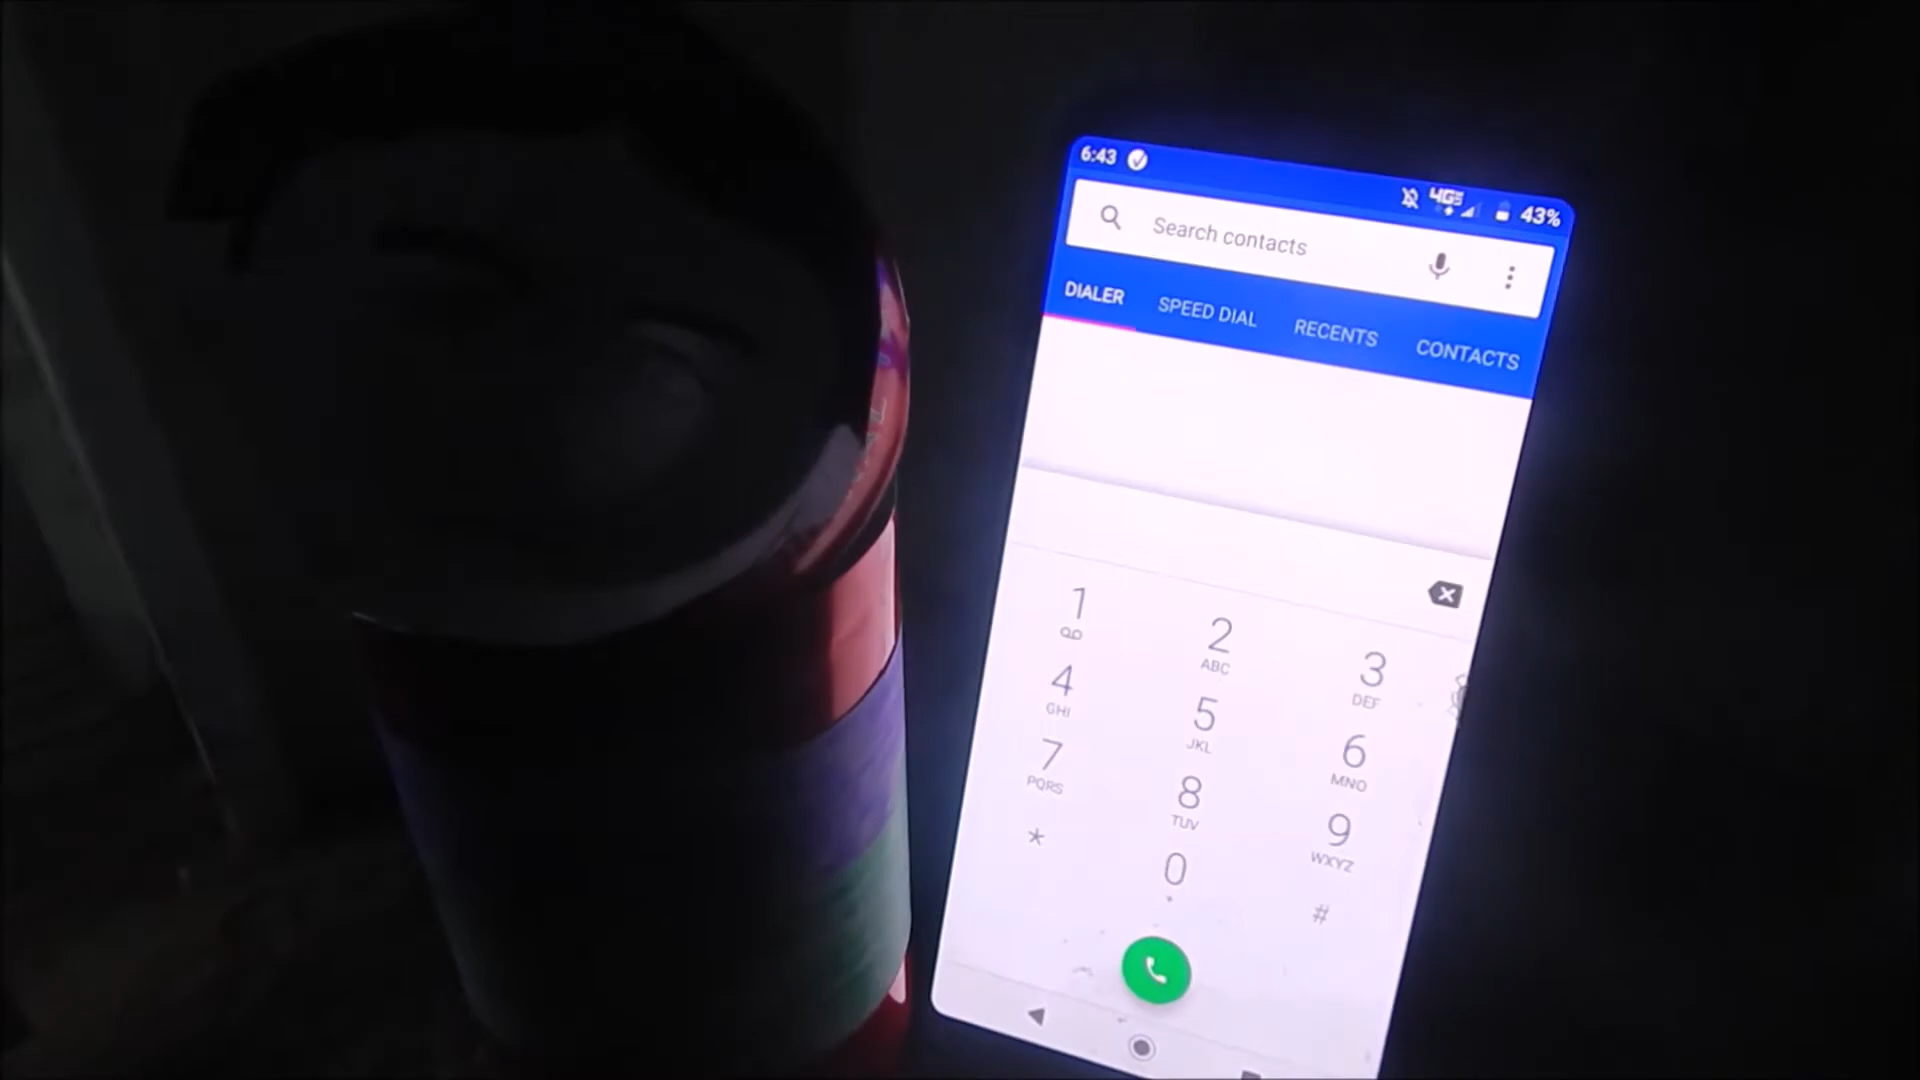 6:43 4G 43%
Search contacts
DIALER SPEED DIAL RECENTS CONTACTS
1 2 ABC 3 DEF
4 GHI 5 JKL 6 MNO
7 PQRS 8 TUV 9 WXYZ
* 0 + #